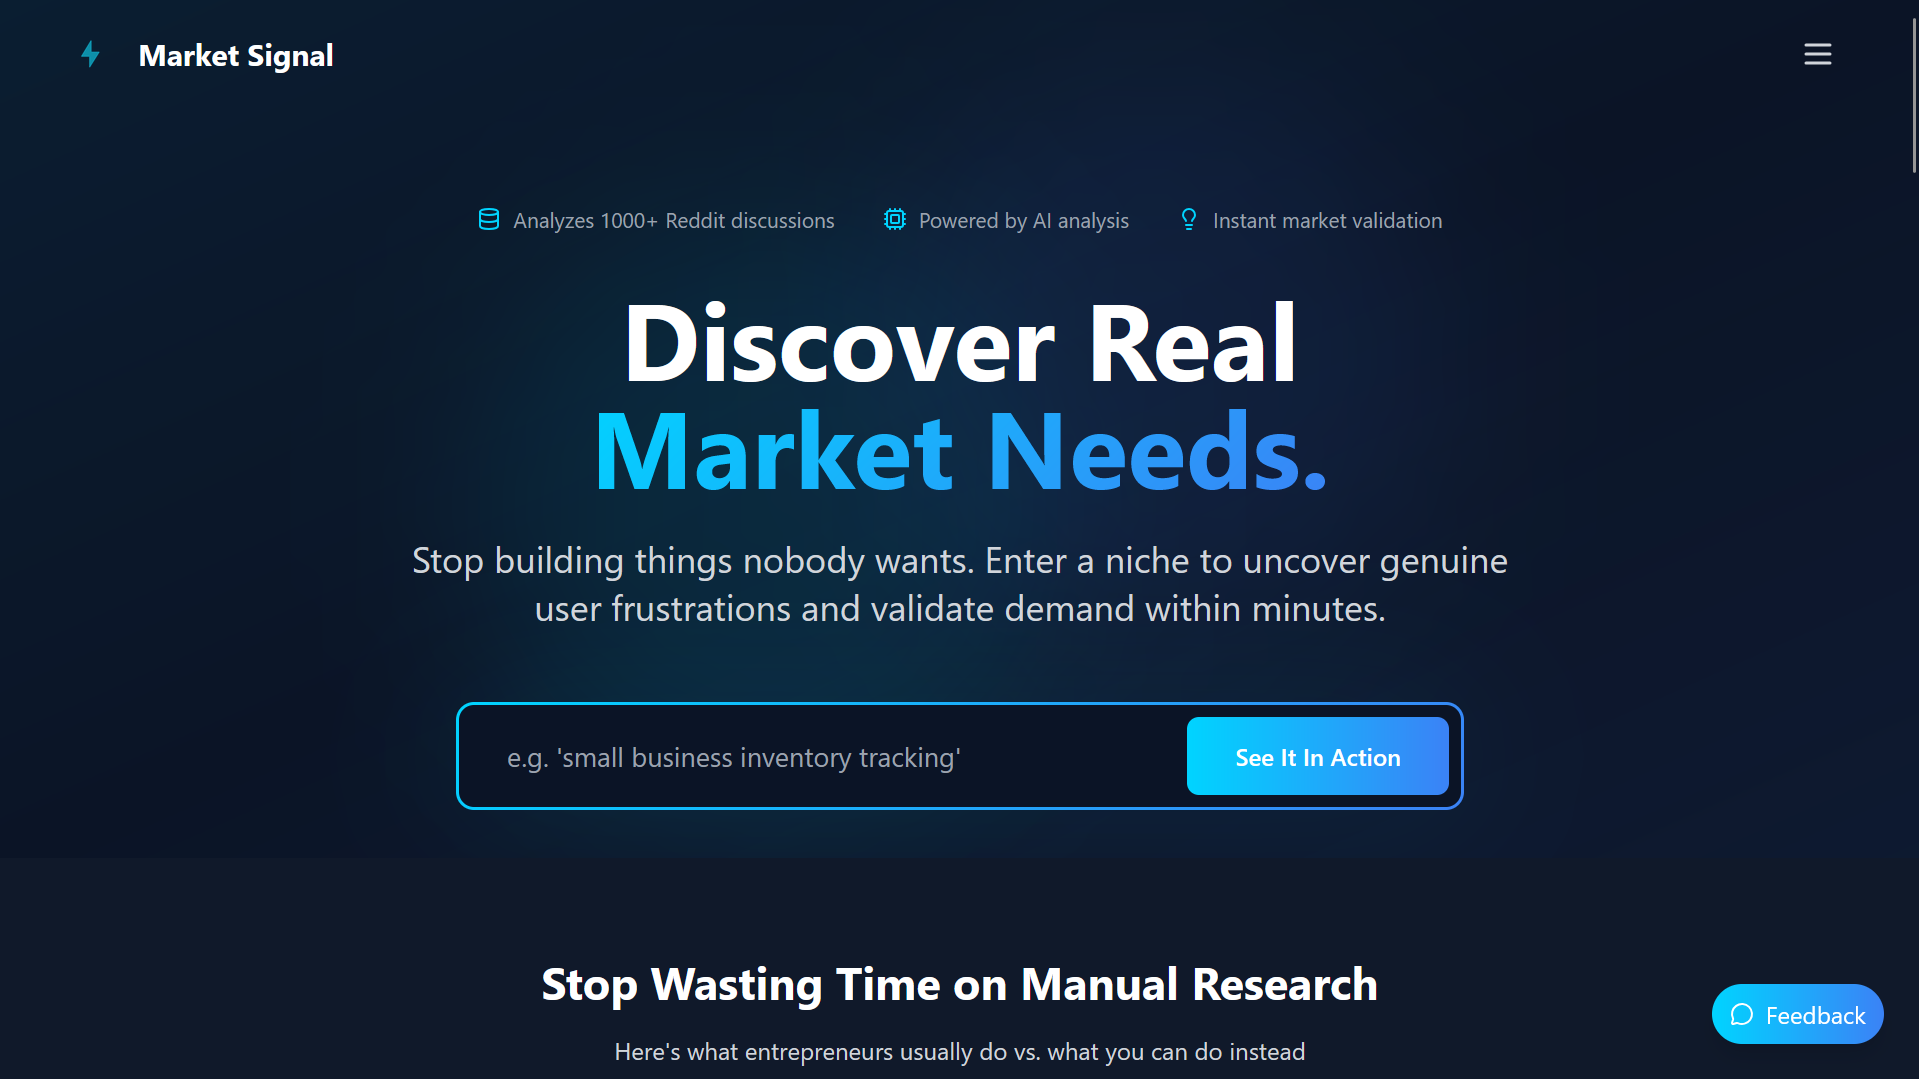 Market Signal
Analyzes 1000+ Reddit discussions
Powered by AI analysis
Instant market validation
Discover Real
Market Needs.
Stop building things nobody wants. Enter a niche to uncover genuine
user frustrations and validate demand within minutes.
e.g. 'small business inventory tracking'
See It In Action
Stop Wasting Time on Manual Research
Here's what entrepreneurs usually do vs. what you can do instead
Feedback